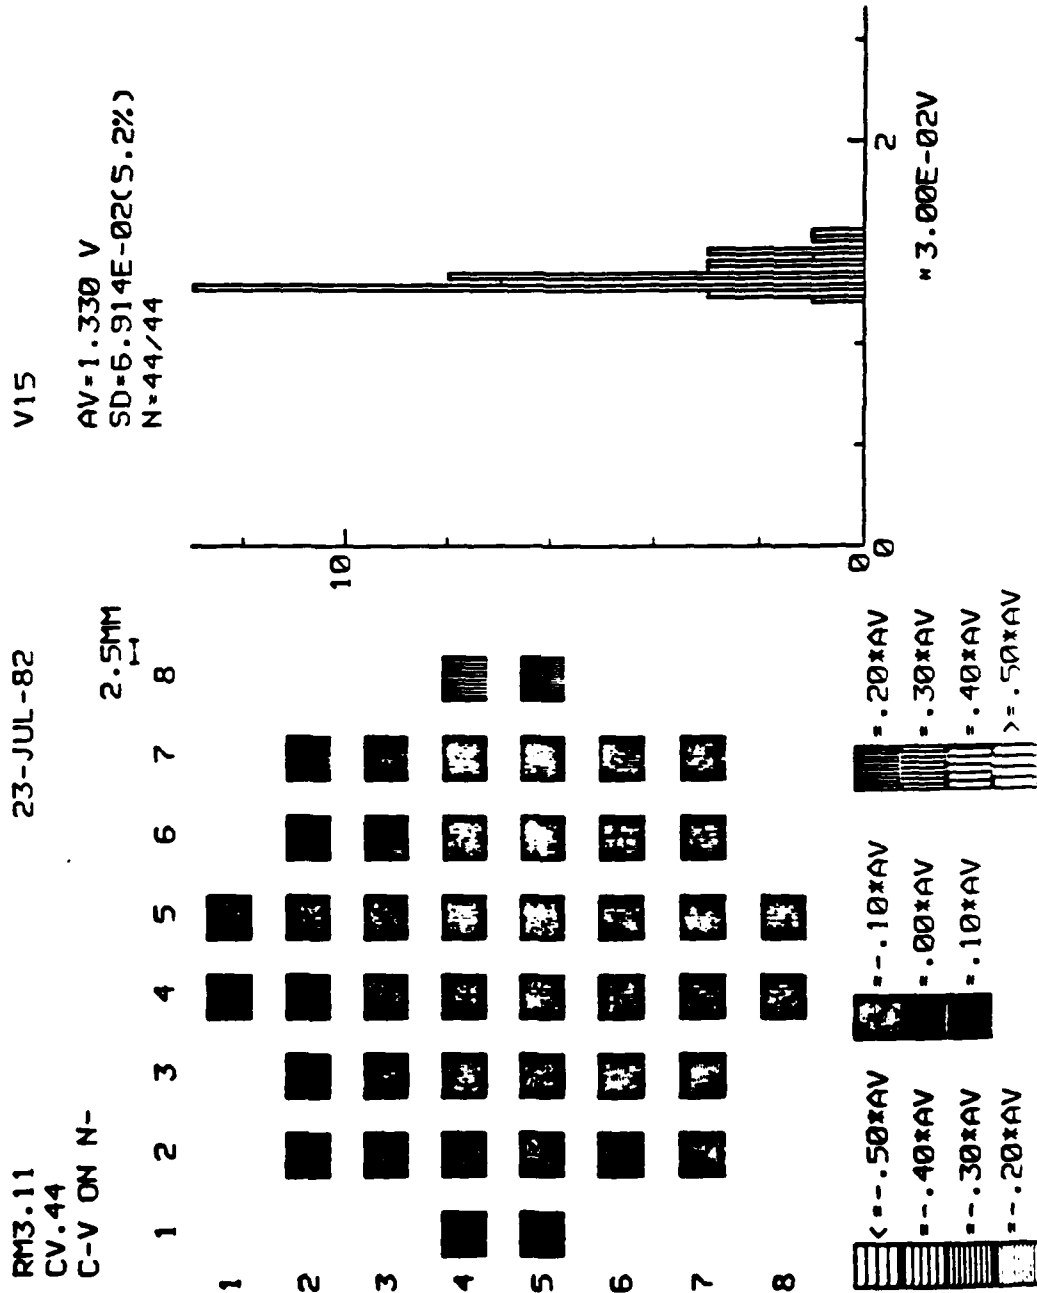 RM3.11 23-JUL-82 V15
CV.44
C-V ON N-
2.5MM
1 2 3 4 5 6 7 8
1
2
3
4
5
6
7
8
AV=1.330 V
SD=6.914E-02(5.2%)
N=44/44
10
0
0 2
*3.00E-02V
<=-.50*AV =-.10*AV =.20*AV
=-.40*AV =.00*AV =.30*AV
=-.30*AV =.10*AV =.40*AV
=-.20*AV >=.50*AV